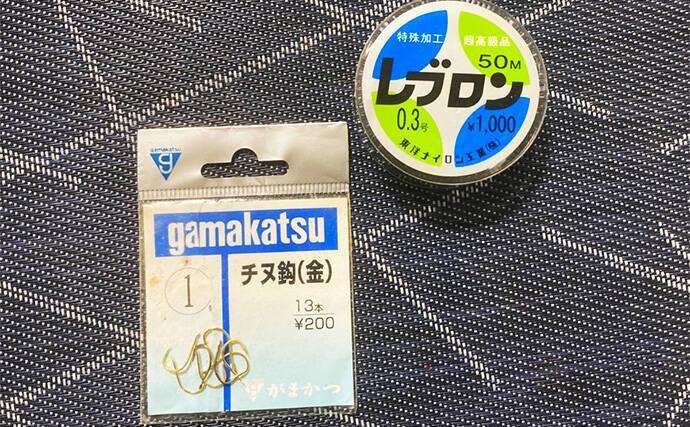 特殊加工
超高級品
50M
レブロン
0.3号
¥1,000
東洋ナイロン工業(株)
gamakatsu
g
gamakatsu
チヌ鈎(金)
1
13本
¥200
がまかつ